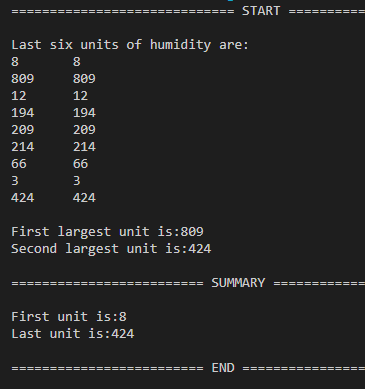 ============================= START ==========
Last six units of humidity are:
8 8
809 809
12 12
194 194
209 209
214 214
66 66
3 3
424 424
First largest unit is:809
Second largest unit is:424
========================= SUMMARY ============
First unit is:8
Last unit is:424
========================= END ================